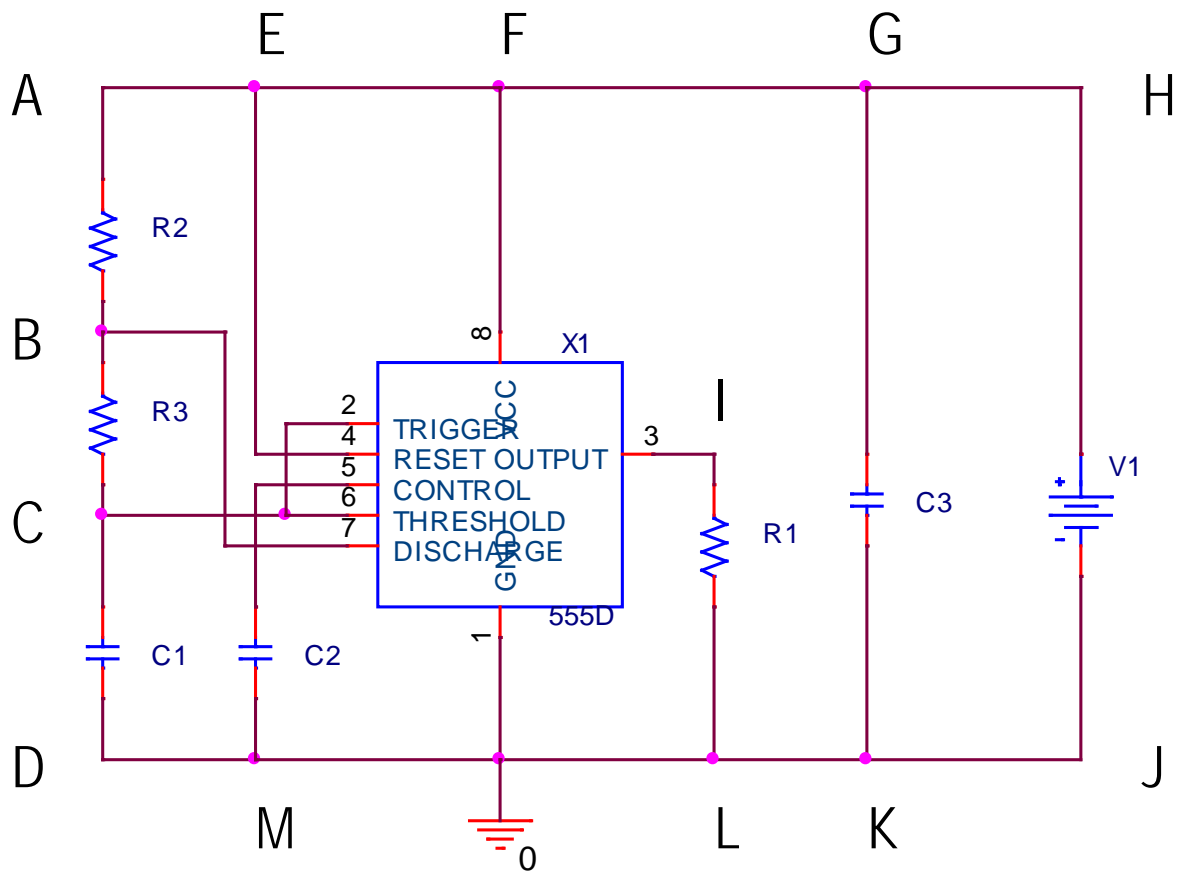 E F G
A H
R2
B 8 X1
I
R3 2 VCC
TRIGGER
4 3
RESET OUTPUT
5 V1
CONTROL
6 C3
C THRESHOLD R1
7
DISCHARGE
GND
555D
1
C1 C2
D J
M L K
0
+
-